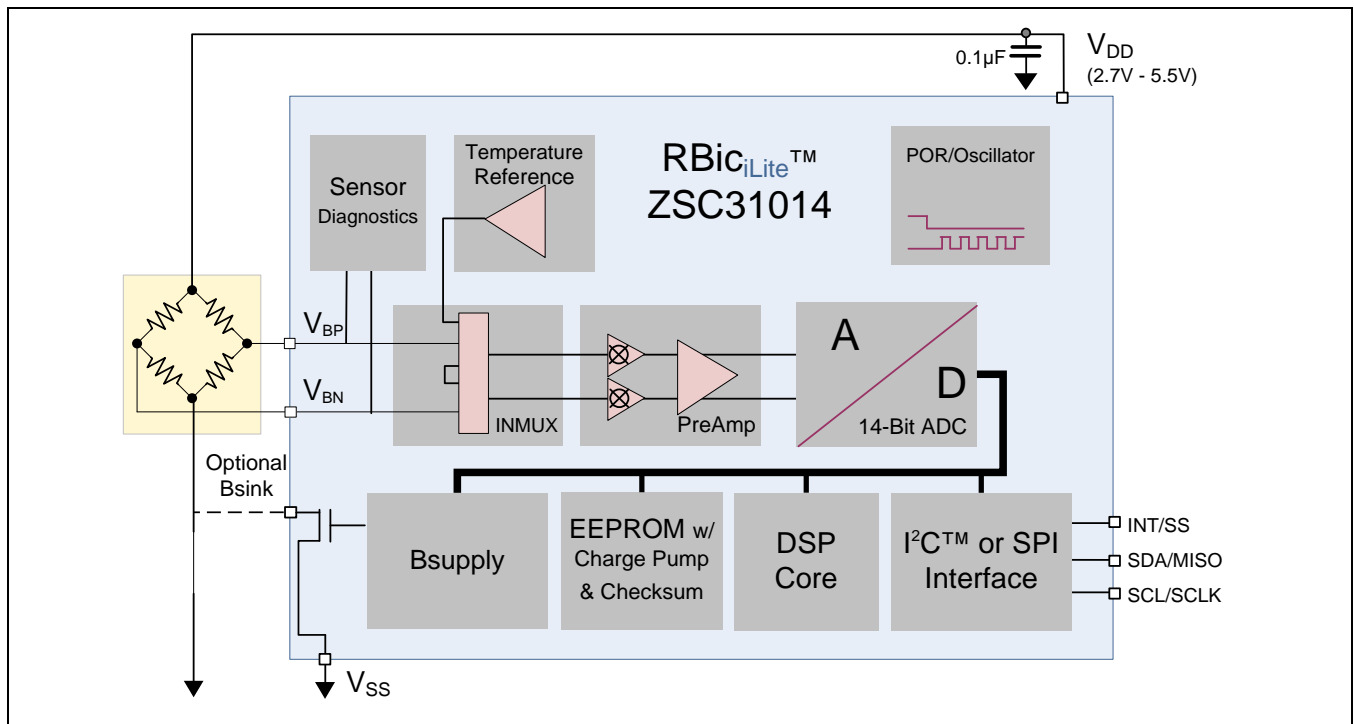 0.1µF
V_DD
(2.7V - 5.5V)
Sensor
Diagnostics
Temperature
Reference
RBic_iLite™
ZSC31014
POR/Oscillator
V_BP
V_BN
INMUX
PreAmp
A
D
14-Bit ADC
Optional
Bsink
Bsupply
EEPROM w/
Charge Pump
& Checksum
DSP
Core
I²C™ or SPI
Interface
INT/SS
SDA/MISO
SCL/SCLK
V_SS